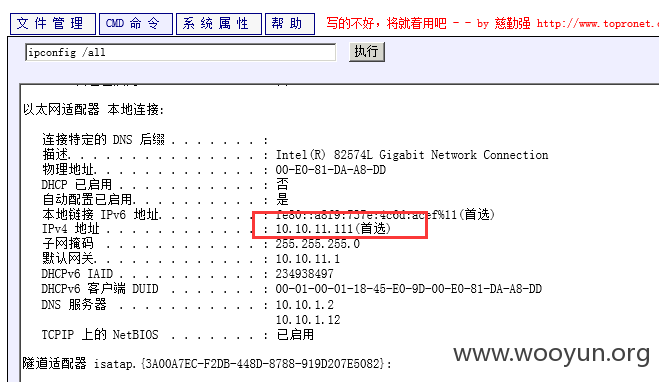 文件管理 CMD命令 系统属性 帮助 写的不好，将就着用吧 - - by 慈勤强 http://www.topronet.c
ipconfig /all 执行
以太网适配器 本地连接:
连接特定的 DNS 后缀 . . . . . . . :
描述. . . . . . . . . . . . . . . : Intel(R) 82574L Gigabit Network Connection
物理地址. . . . . . . . . . . . . : 00-E0-81-DA-A8-DD
DHCP 已启用 . . . . . . . . . . . : 否
自动配置已启用. . . . . . . . . . : 是
本地链接 IPv6 地址. . . . . . . . : fe80::a8f9:737e:4c6d:acef%11(首选)
IPv4 地址 . . . . . . . . . . . . : 10.10.11.111(首选)
子网掩码 . . . . . . . . . . . . : 255.255.255.0
默认网关. . . . . . . . . . . . . : 10.10.11.1
DHCPv6 IAID . . . . . . . . . . . : 234938497
DHCPv6 客户端 DUID . . . . . . . : 00-01-00-01-18-45-E0-9D-00-E0-81-DA-A8-DD
DNS 服务器 . . . . . . . . . . . : 10.10.1.2
10.10.1.12
TCPIP 上的 NetBIOS . . . . . . . : 已启用
隧道适配器 isatap.{3A00A7EC-F2DB-448D-8788-919D207E5082}:
www.wooyun.org